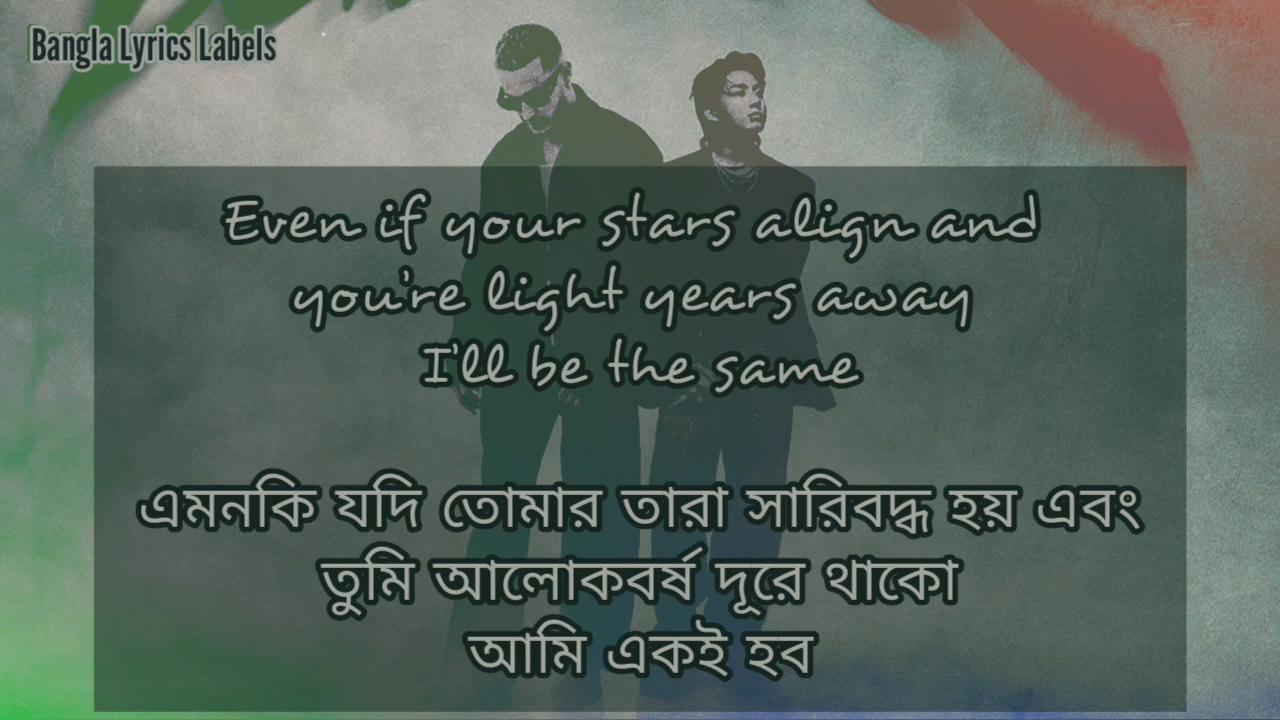 Bangla Lyrics Labels
Even if your stars align and
you're light years away
I'll be the same
এমনকি যদি তোমার তারা সারিবদ্ধ হয় এবং
তুমি আলোকবর্ষ দূরে থাকো
আমি একই হব